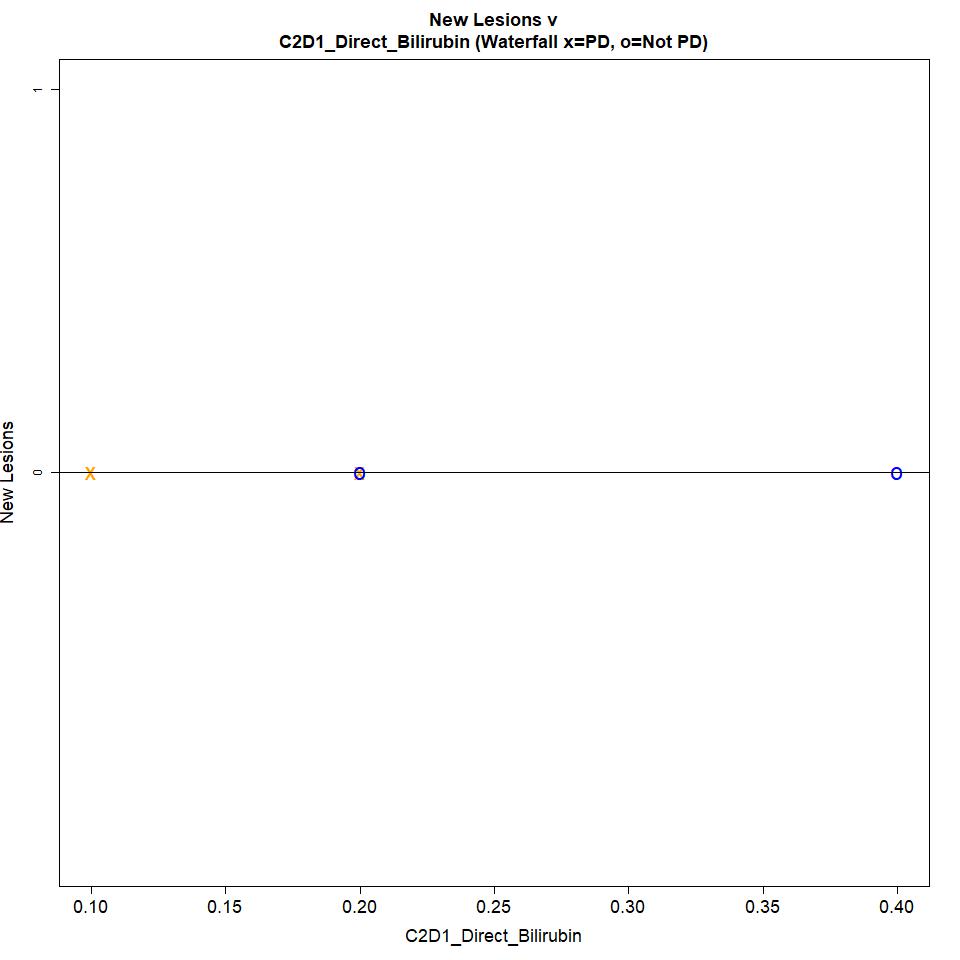 New Lesions v
C2D1_Direct_Bilirubin (Waterfall x=PD, o=Not PD)
1
New Lesions
0
x
o
x
o
0.10 0.15 0.20 0.25 0.30 0.35 0.40
C2D1_Direct_Bilirubin